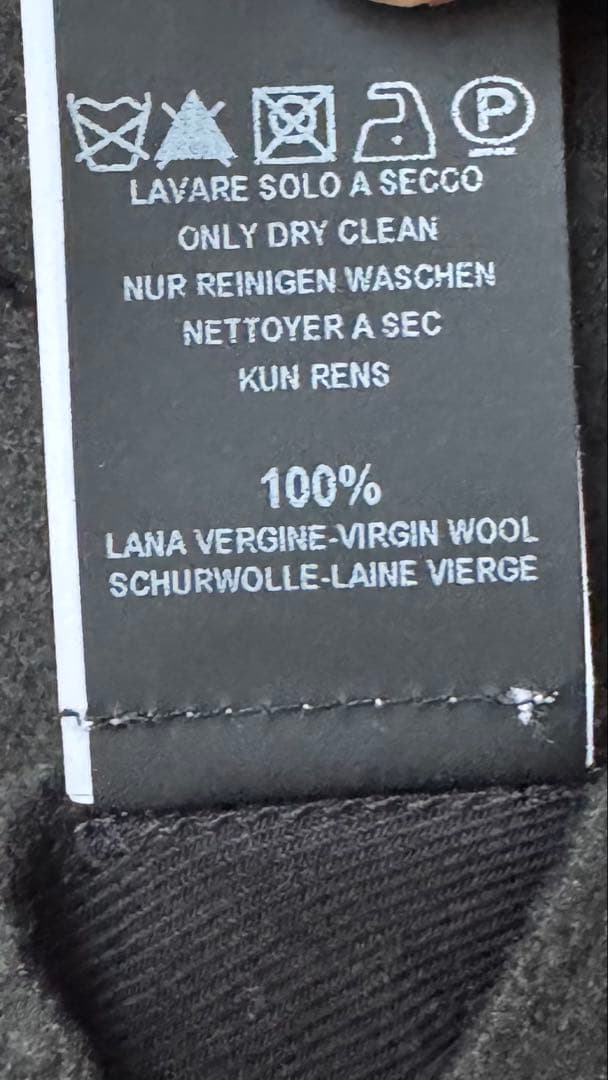 P
LAVARE SOLO A SECCO
ONLY DRY CLEAN
NUR REINIGEN WASCHEN
NETTOYER A SEC
KUN RENS
100%
LANA VERGINE-VIRGIN WOOL
SCHURWOLLE-LAINE VIERGE